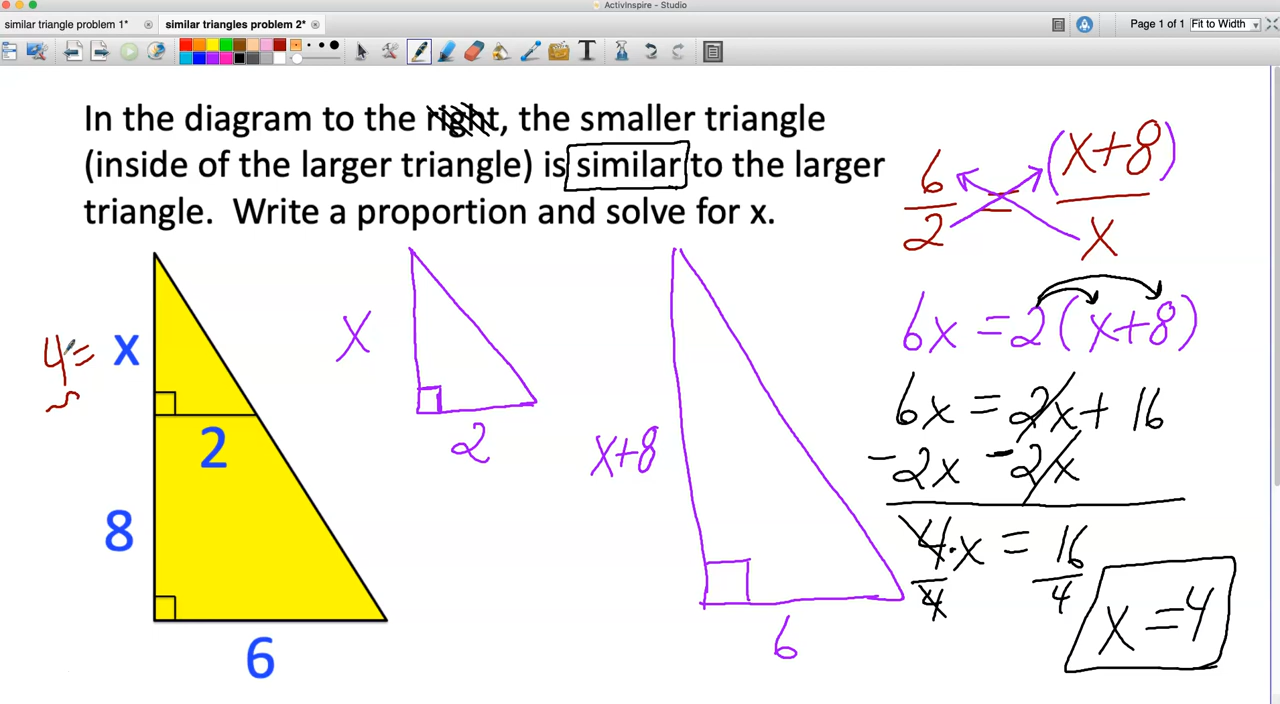 ActivInspire - Studio
similar triangle problem 1*
similar triangles problem 2*
Page 1 of 1
Fit to Width
T
In the diagram to the right, the smaller triangle
(inside of the larger triangle) is similar to the larger
triangle. Write a proportion and solve for x.
4= x
2
8
6
x
2
x+8
6
6/2 = (x+8)/x
6x = 2(x+8)
6x = 2x + 16
-2x -2x
4·x = 16
4 4
x = 4